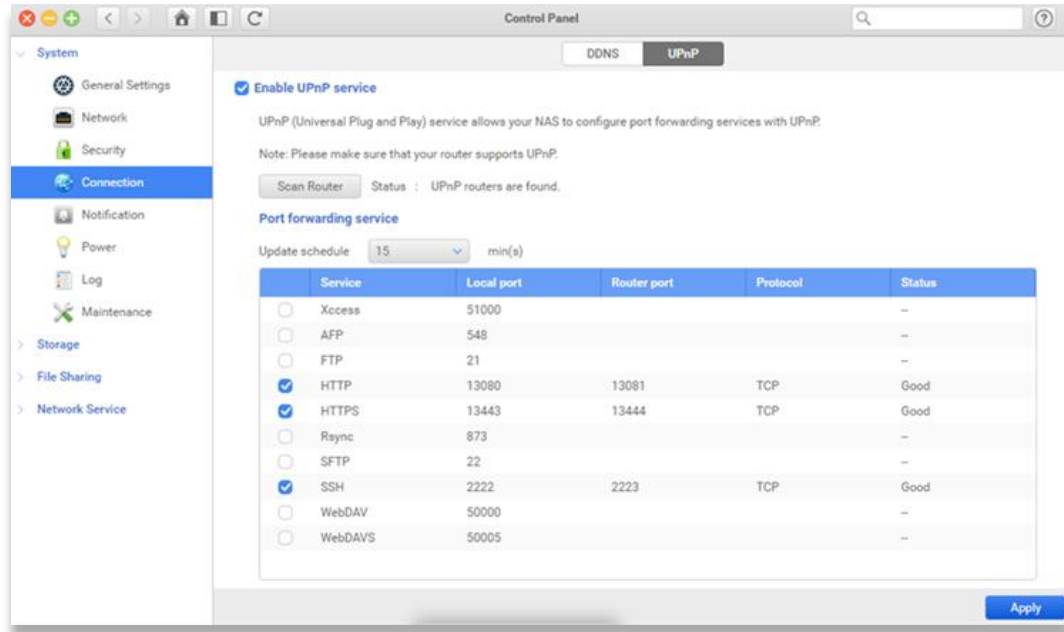 Control Panel
System
General Settings
Network
Security
Connection
Notification
Power
Log
Maintenance
Storage
File Sharing
Network Service
DDNS UPnP
Enable UPnP service
UPnP (Universal Plug and Play) service allows your NAS to configure port forwarding services with UPnP.
Note: Please make sure that your router supports UPnP.
Scan Router Status : UPnP routers are found.
Port forwarding service
Update schedule 15 min(s)
Service Local port Router port Protocol Status
Xccess 51000 --
AFP 548 --
FTP 21 --
HTTP 13080 13081 TCP Good
HTTPS 13443 13444 TCP Good
Rsync 873 --
SFTP 22 --
SSH 2222 2223 TCP Good
WebDAV 50000 --
WebDAVS 50005 --
Apply